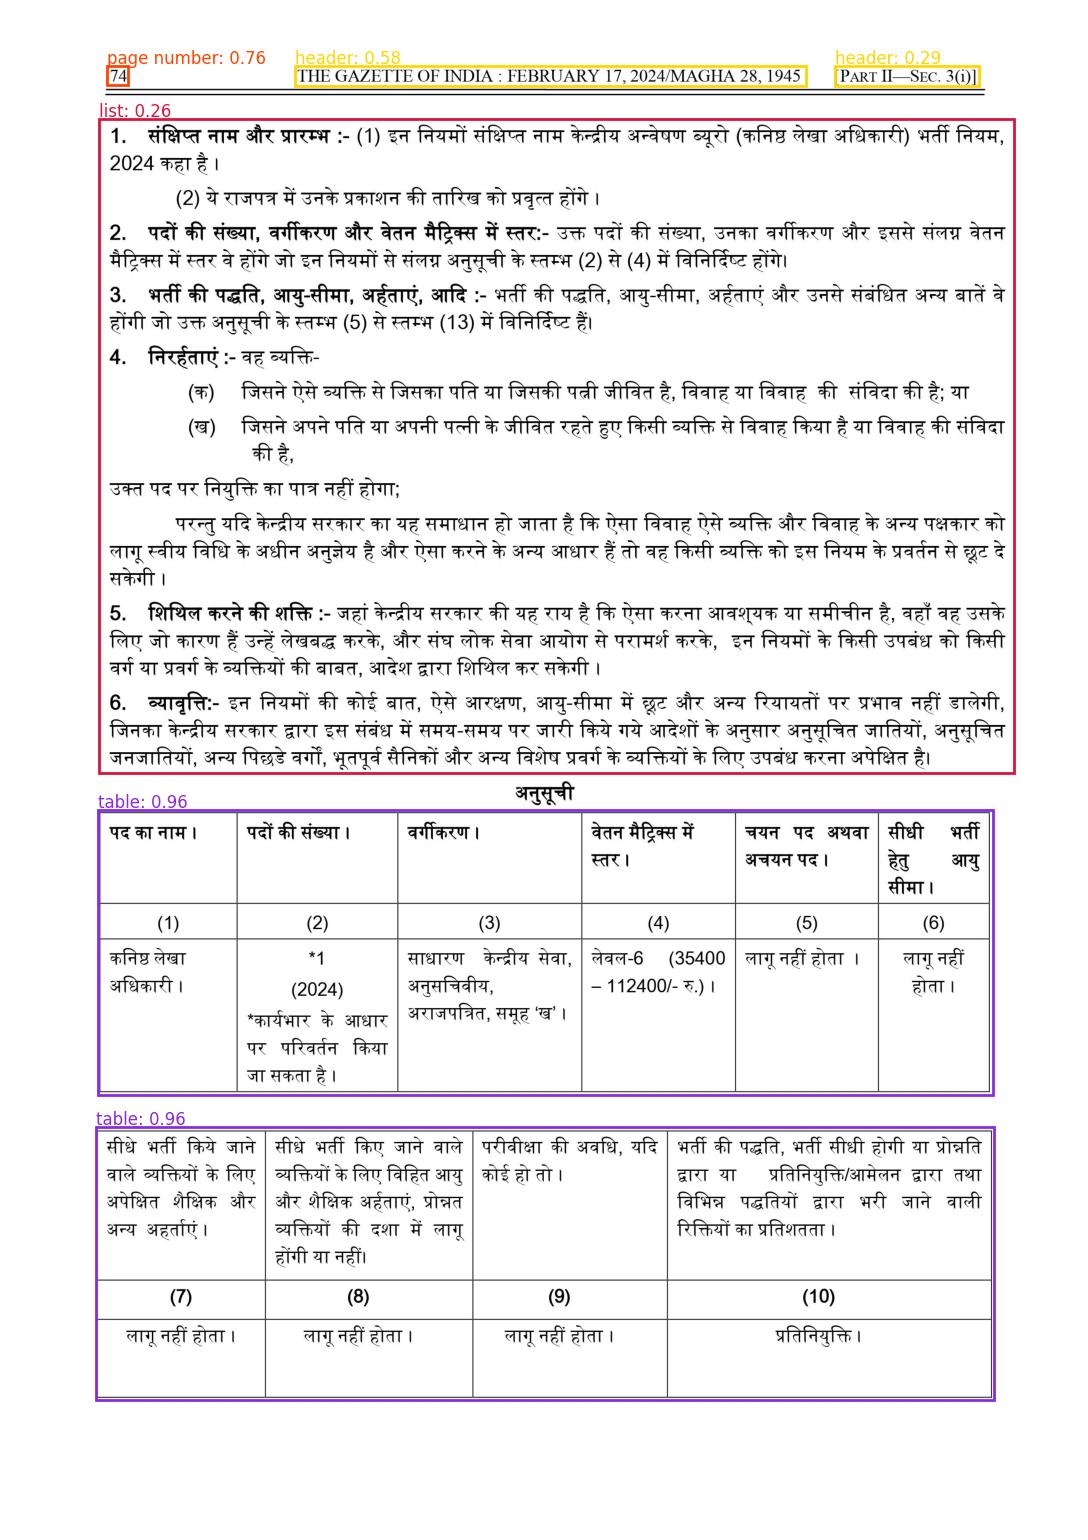 page number: 0.76 header: 0.58 header: 0.29
74 THE GAZETTE OF INDIA : FEBRUARY 17, 2024/MAGHA 28, 1945 [PART II—SEC. 3(i)]
list: 0.26
1. संक्षिप्त नाम और प्रारम्भ :- (1) इन नियमों संक्षिप्त नाम केन्द्रीय अन्वेषण ब्यूरो (कनिष्ठ लेखा अधिकारी) भर्ती नियम,
2024 कहा है।
(2) ये राजपत्र में उनके प्रकाशन की तारिख को प्रवृत्त होंगे।
2. पदों की संख्या, वर्गीकरण और वेतन मैट्रिक्स में स्तर:- उक्त पदों की संख्या, उनका वर्गीकरण और इससे संलग्न वेतन
मैट्रिक्स में स्तर वे होंगे जो इन नियमों से संलग्न अनुसूची के स्तम्भ (2) से (4) में विनिर्दिष्ट होंगे।
3. भर्ती की पद्धति, आयु-सीमा, अर्हताएं, आदि :- भर्ती की पद्धति, आयु-सीमा, अर्हताएं और उनसे संबंधित अन्य बातें वे
होंगी जो उक्त अनुसूची के स्तम्भ (5) से स्तम्भ (13) में विनिर्दिष्ट हैं।
4. निरर्हताएं :- वह व्यक्ति-
(क) जिसने ऐसे व्यक्ति से जिसका पति या जिसकी पत्नी जीवित है, विवाह या विवाह की संविदा की है; या
(ख) जिसने अपने पति या अपनी पत्नी के जीवित रहते हुए किसी व्यक्ति से विवाह किया है या विवाह की संविदा
की है,
उक्त पद पर नियुक्ति का पात्र नहीं होगा;
परन्तु यदि केन्द्रीय सरकार का यह समाधान हो जाता है कि ऐसा विवाह ऐसे व्यक्ति और विवाह के अन्य पक्षकार को
लागू स्वीय विधि के अधीन अनुज्ञेय है और ऐसा करने के अन्य आधार हैं तो वह किसी व्यक्ति को इस नियम के प्रवर्तन से छूट दे
सकेगी।
5. शिथिल करने की शक्ति :- जहां केन्द्रीय सरकार की यह राय है कि ऐसा करना आवश्यक या समीचीन है, वहाँ वह उसके
लिए जो कारण हैं उन्हें लेखबद्ध करके, और संघ लोक सेवा आयोग से परामर्श करके, इन नियमों के किसी उपबंध को किसी
वर्ग या प्रवर्ग के व्यक्तियों की बाबत, आदेश द्वारा शिथिल कर सकेगी।
6. व्यावृत्ति:- इन नियमों की कोई बात, ऐसे आरक्षण, आयु-सीमा में छूट और अन्य रियायतों पर प्रभाव नहीं डालेगी,
जिनका केन्द्रीय सरकार द्वारा इस संबंध में समय-समय पर जारी किये गये आदेशों के अनुसार अनुसूचित जातियों, अनुसूचित
जनजातियों, अन्य पिछडे वर्गों, भूतपूर्व सैनिकों और अन्य विशेष प्रवर्ग के व्यक्तियों के लिए उपबंध करना अपेक्षित है।
अनुसूची
table: 0.96
पद का नाम। पदों की संख्या। वर्गीकरण। वेतन मैट्रिक्स में चयन पद अथवा सीधी भर्ती
स्तर। अचयन पद। हेतु आयु
सीमा।
(1) (2) (3) (4) (5) (6)
कनिष्ठ लेखा *1 साधारण केन्द्रीय सेवा, लेवल-6 (35400 लागू नहीं होता। लागू नहीं
अधिकारी। (2024) अनुसचिवीय, – 112400/- रु.)। होता।
*कार्यभार के आधार अराजपत्रित, समूह ‘ख’।
पर परिवर्तन किया
जा सकता है।
table: 0.96
सीधे भर्ती किये जाने सीधे भर्ती किए जाने वाले परीवीक्षा की अवधि, यदि भर्ती की पद्धति, भर्ती सीधी होगी या प्रोन्नति
वाले व्यक्तियों के लिए व्यक्तियों के लिए विहित आयु कोई हो तो। द्वारा या प्रतिनियुक्ति/आमेलन द्वारा तथा
अपेक्षित शैक्षिक और और शैक्षिक अर्हताएं, प्रोन्नत विभिन्न पद्धतियों द्वारा भरी जाने वाली
अन्य अहर्ताएं। व्यक्तियों की दशा में लागू रिक्तियों का प्रतिशतता।
होंगी या नहीं।
(7) (8) (9) (10)
लागू नहीं होता। लागू नहीं होता। लागू नहीं होता। प्रतिनियुक्ति।